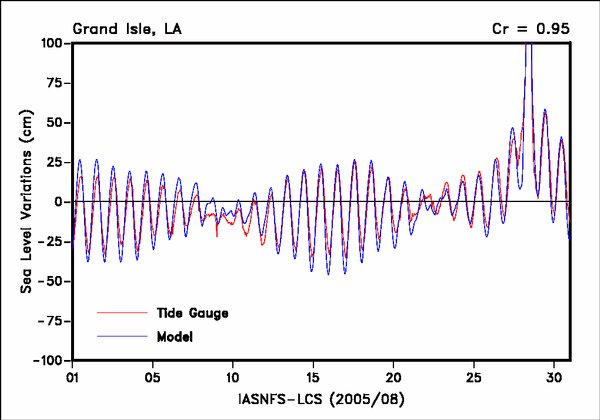 Grand Isle, LA Cr = 0.95
100
75
50
25
0
-25
-50
-75
-100
Sea Level Variations (cm)
Tide Gauge
Model
01 05 10 15 20 25 30
IASNFS-LCS (2005/08)